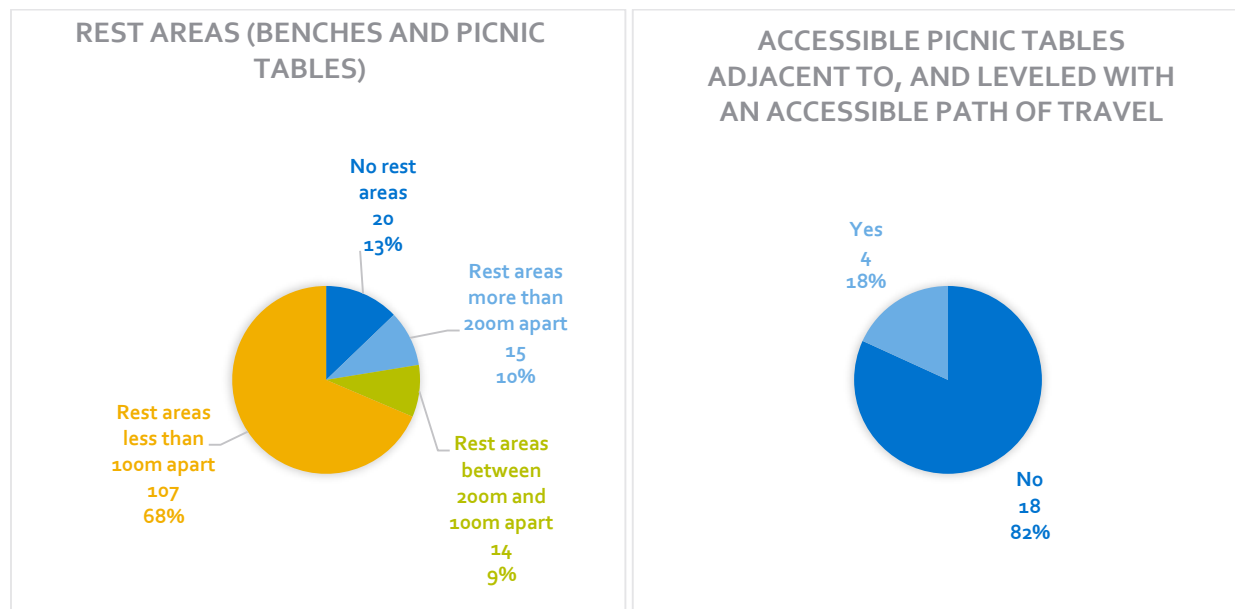 REST AREAS (BENCHES AND PICNIC
TABLES)
No rest
areas
20
13%
Rest areas
more than
200m apart
15
10%
Rest areas
between
200m and
100m apart
14
9%
Rest areas
less than
100m apart
107
68%
ACCESSIBLE PICNIC TABLES
ADJACENT TO, AND LEVELED WITH
AN ACCESSIBLE PATH OF TRAVEL
Yes
4
18%
No
18
82%